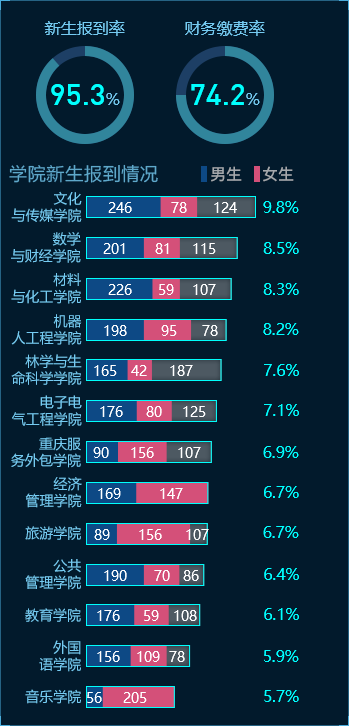 新生报到率 财务缴费率
95.3% 74.2%
学院新生报到情况 男生 女生
文化
与传媒学院 246 78 124 9.8%
数学
与财经学院 201 81 115 8.5%
材料
与化工学院 226 59 107 8.3%
机器
人工程学院 198 95 78 8.2%
林学与生
命科学学院 165 42 187 7.6%
电子电
气工程学院 176 80 125 7.1%
重庆服
务外包学院 90 156 107 6.9%
经济
管理学院 169 147 6.7%
旅游学院 89 156 107 6.7%
公共
管理学院 190 70 86 6.4%
教育学院 176 59 108 6.1%
外国
语学院 156 109 78 5.9%
音乐学院 56 205 5.7%